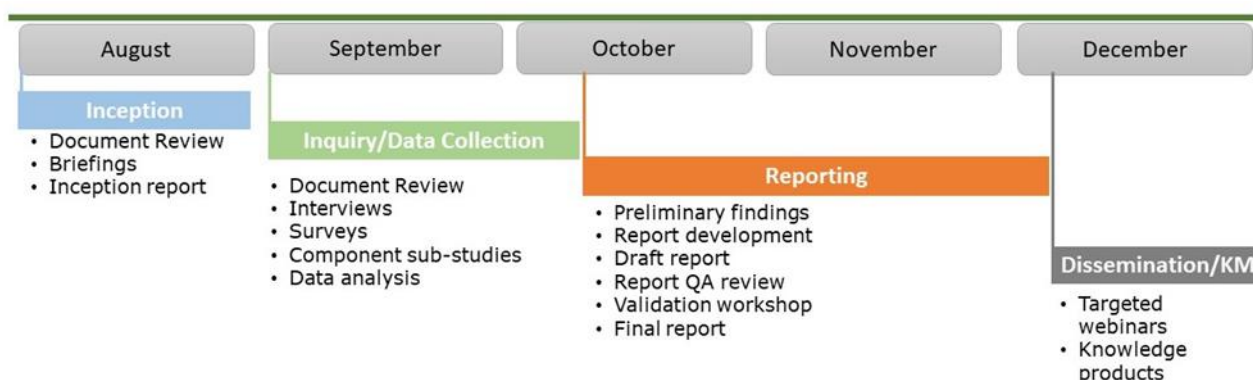 August
September
October
November
December
Inception
• Document Review
• Briefings
• Inception report
Inquiry/Data Collection
• Document Review
• Interviews
• Surveys
• Component sub-studies
• Data analysis
Reporting
• Preliminary findings
• Report development
• Draft report
• Report QA review
• Validation workshop
• Final report
Dissemination/KM
• Targeted
webinars
• Knowledge
products